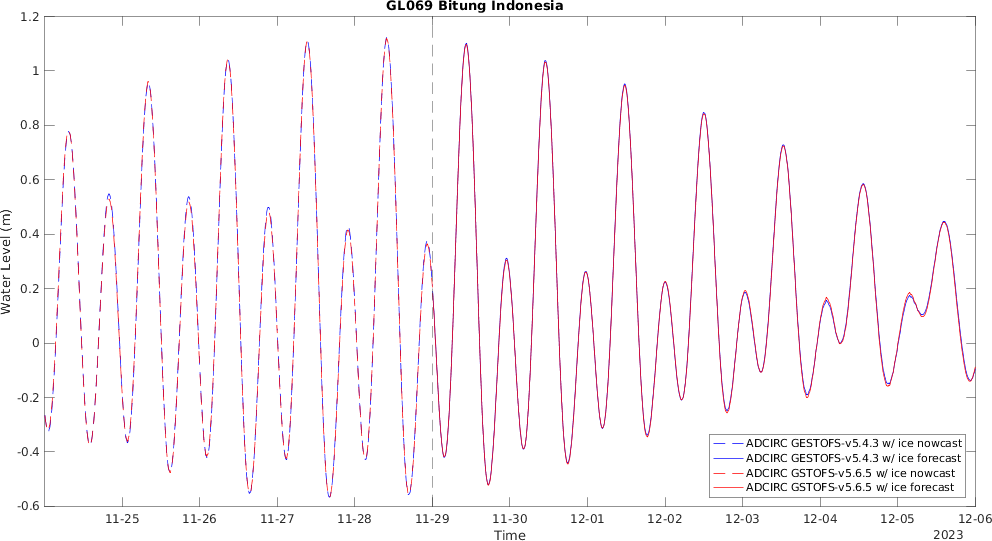 GL069 Bitung Indonesia
1.2
1
0.8
0.6
0.4
0.2
0
-0.2
-0.4
-0.6
Water Level (m)
ADCIRC GESTOFS-v5.4.3 w/ ice nowcast
ADCIRC GESTOFS-v5.4.3 w/ ice forecast
ADCIRC GSTOFS-v5.6.5 w/ ice nowcast
ADCIRC GSTOFS-v5.6.5 w/ ice forecast
11-25 11-26 11-27 11-28 11-29 11-30 12-01 12-02 12-03 12-04 12-05 12-06
Time
2023